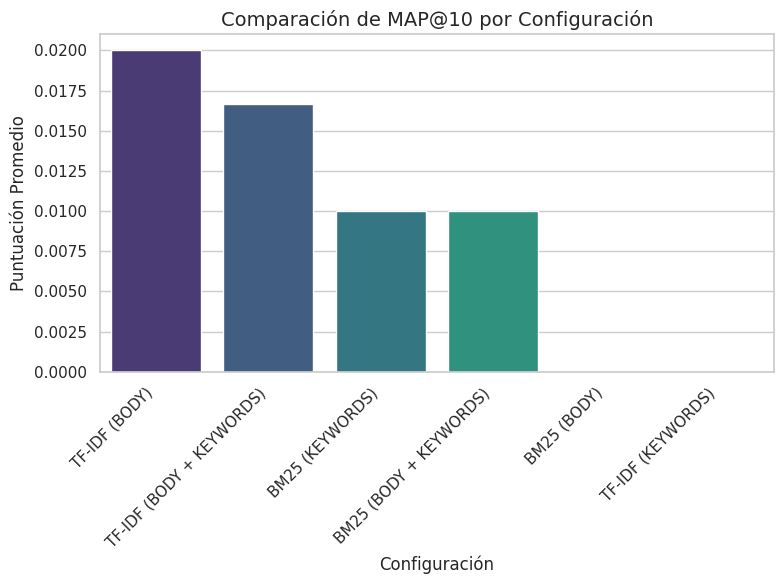 Comparación de MAP@10 por Configuración
Puntuación Promedio
0.0200
0.0175
0.0150
0.0125
0.0100
0.0075
0.0050
0.0025
0.0000
TF-IDF (BODY)
TF-IDF (BODY + KEYWORDS)
BM25 (KEYWORDS)
BM25 (BODY + KEYWORDS)
BM25 (BODY)
TF-IDF (KEYWORDS)
Configuración